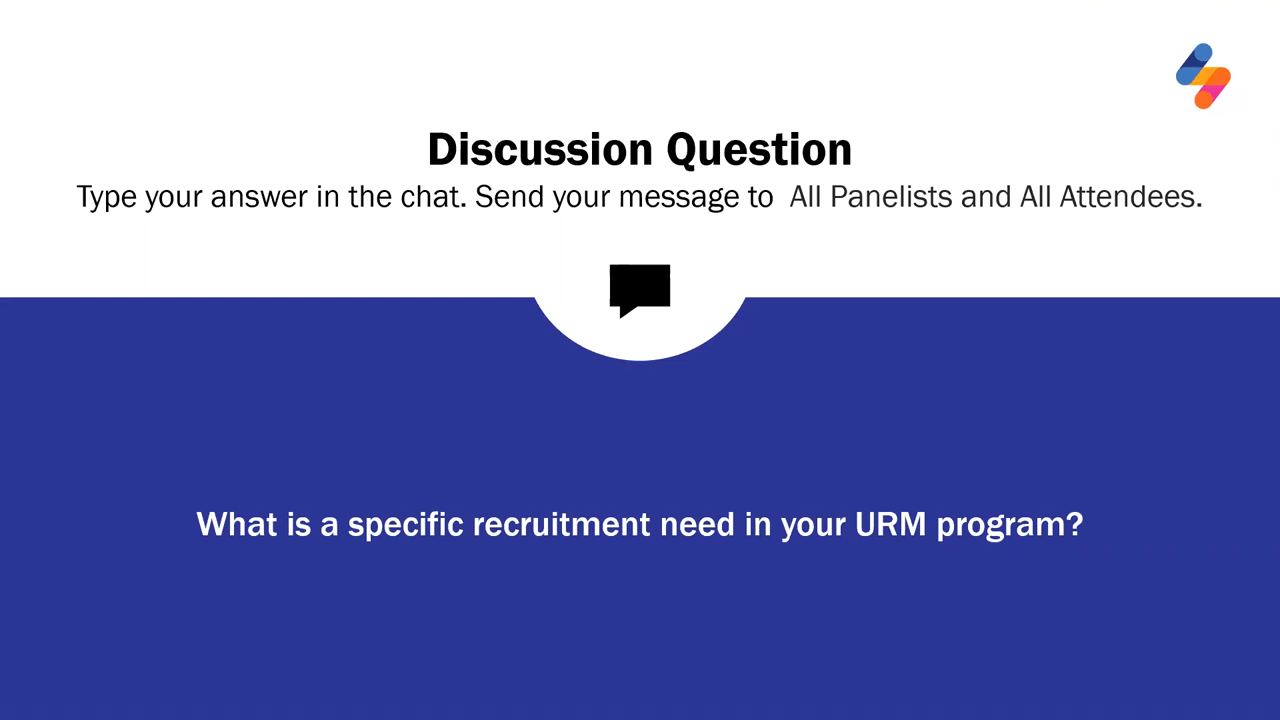 Discussion Question
Type your answer in the chat. Send your message to All Panelists and All Attendees.
What is a specific recruitment need in your URM program?